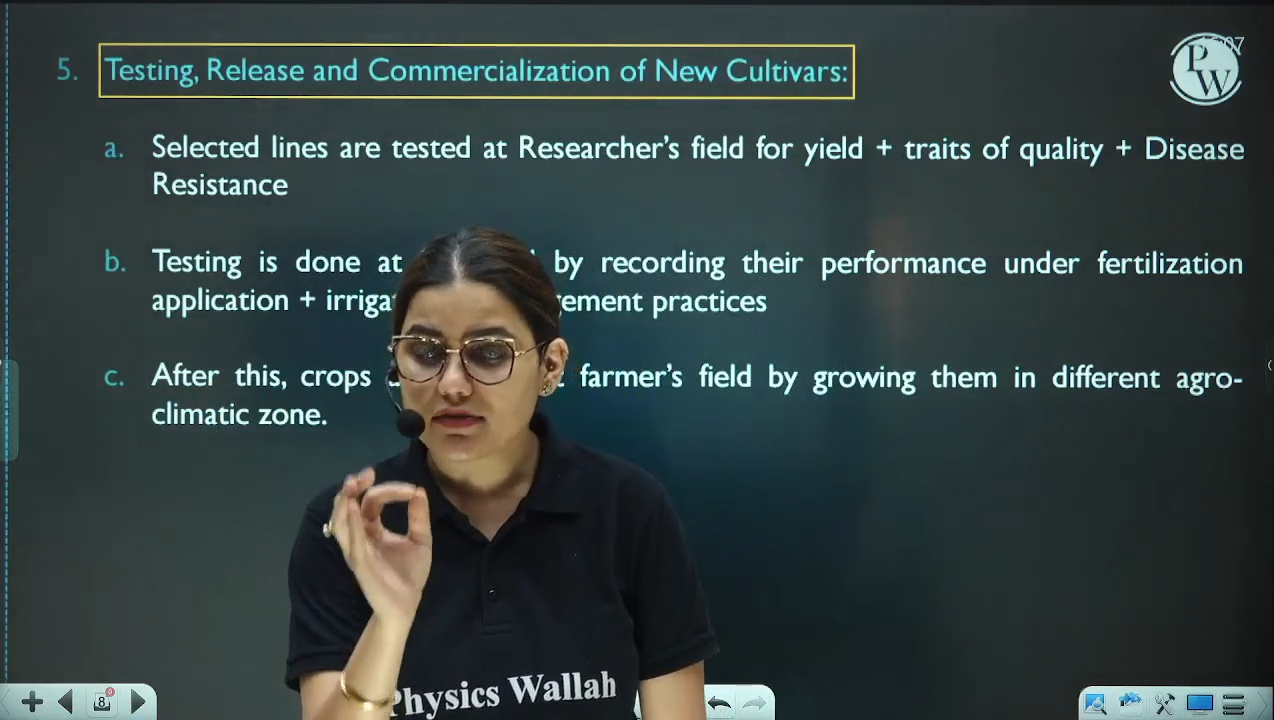 5. Testing, Release and Commercialization of New Cultivars:
PW
a. Selected lines are tested at Researcher's field for yield + traits of quality + Disease
Resistance
b. Testing is done at by recording their performance under fertilization
application + practices
c. After this, crops farmer's field by growing them in different agro-
climatic zone.
Physics Wallah
8